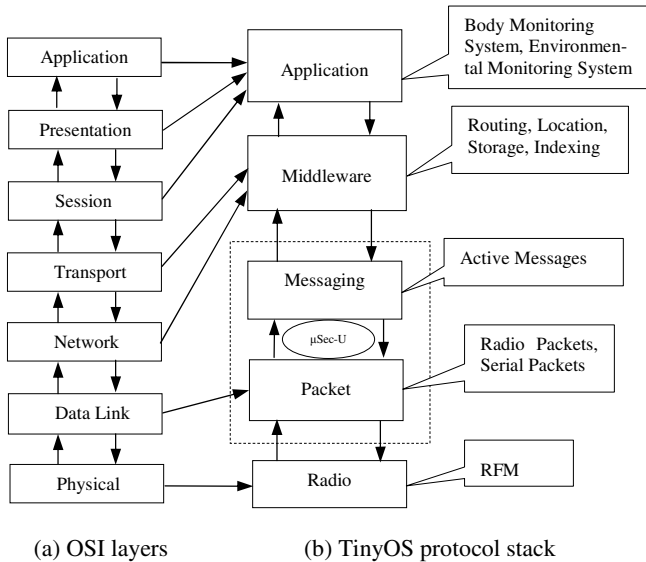 Application
Presentation
Session
Transport
Network
Data Link
Physical
(a) OSI layers
Application
Middleware
Messaging
µSec-U
Packet
Radio
(b) TinyOS protocol stack
Body Monitoring
System, Environmen-
tal Monitoring System
Routing, Location,
Storage, Indexing
Active Messages
Radio Packets,
Serial Packets
RFM